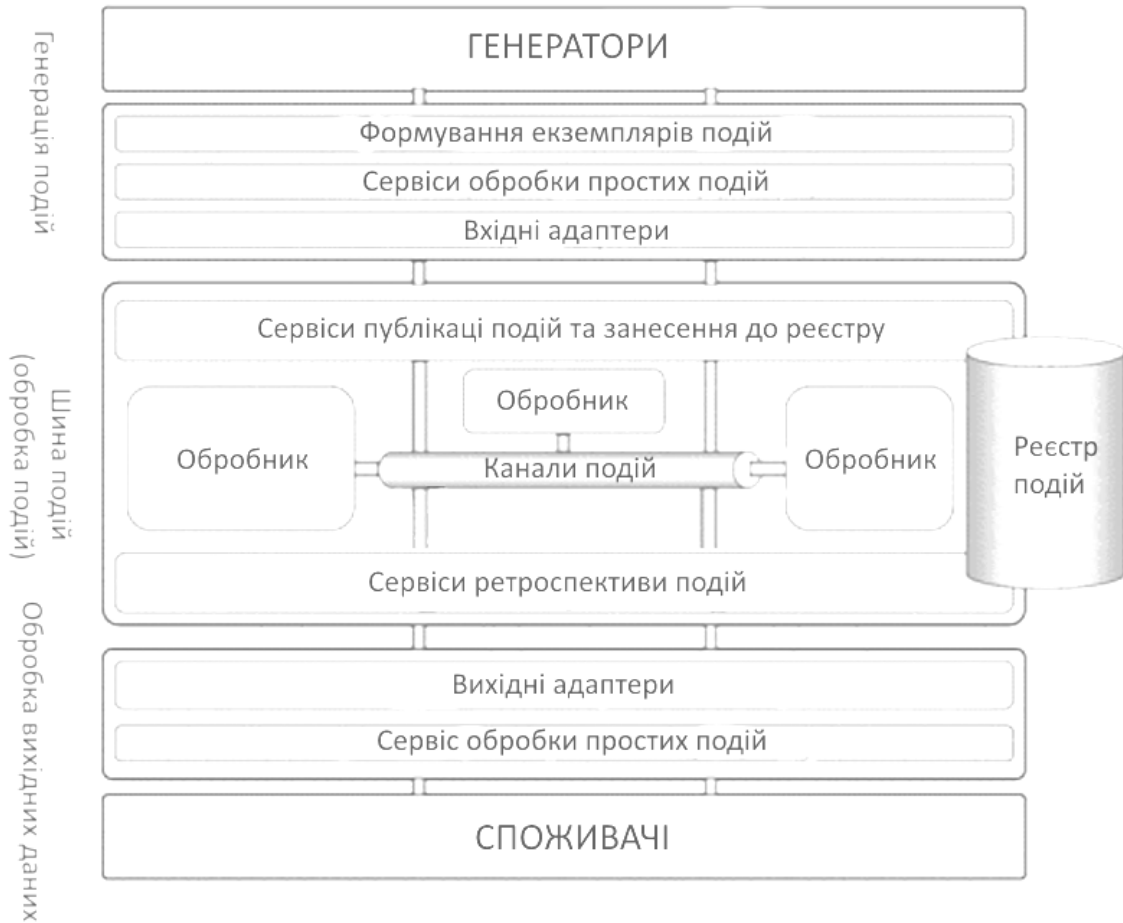 ГЕНЕРАТОРИ
Генерація подій
Формування екземплярів подій
Сервіси обробки простих подій
Вхідні адаптери
Шина подій
(обробка подій)
Сервіси публікаці подій та занесення до реєстру
Обробник
Обробник
Канали подій
Обробник
Реєстр
подій
Сервіси ретроспективи подій
Обробка вихідних даних
Вихідні адаптери
Сервіс обробки простих подій
СПОЖИВАЧІ